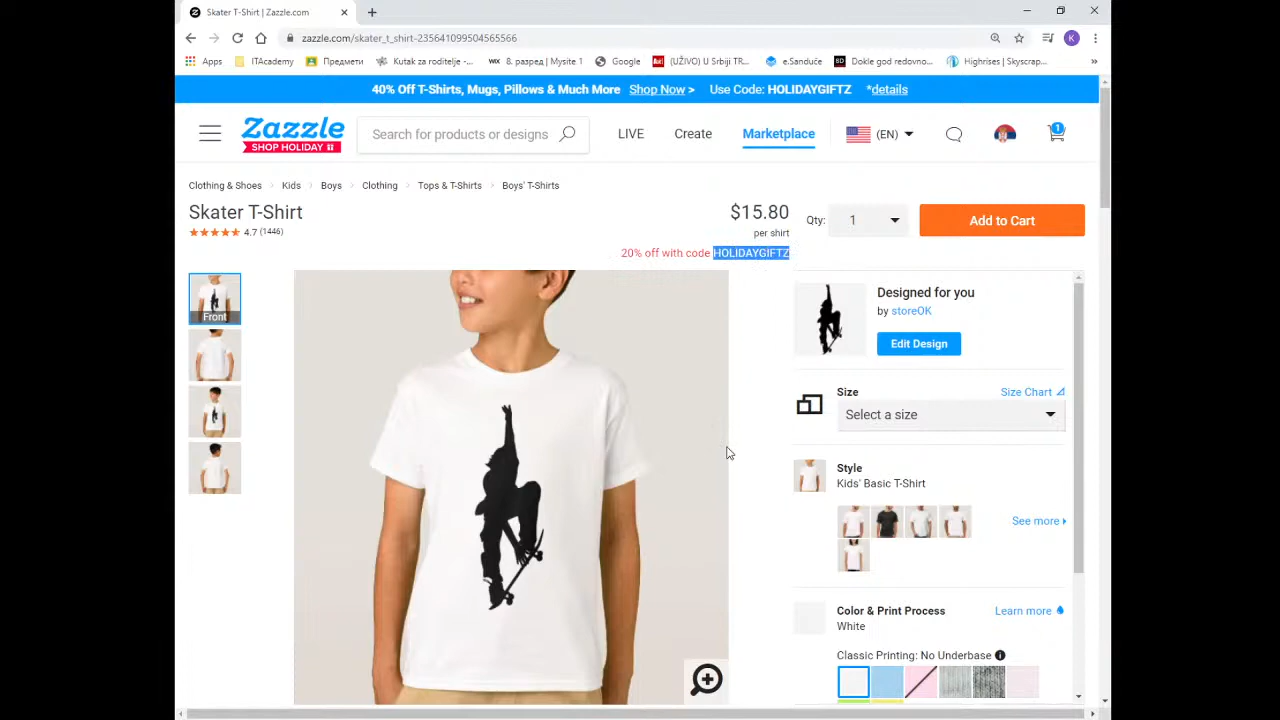 Skater T-Shirt | Zazzle.com
zazzle.com/skater_t_shirt-235641099504565566
Apps ITAcademy Предмети Kutak za roditelje -... WIX 8. разред | Mysite 1 Google (UŽIVO) U Srbiji TR... e.Sanduče BD Dokle god redovno... Highrises | Skyscrap... »
40% Off T-Shirts, Mugs, Pillows & Much More Shop Now > Use Code: HOLIDAYGIFTZ *details
Zazzle
SHOP HOLIDAY
Search for products or designs
LIVE Create Marketplace (EN) 1
Clothing & Shoes > Kids > Boys > Clothing > Tops & T-Shirts > Boys' T-Shirts
Skater T-Shirt
4.7 (1446)
$15.80
per shirt
20% off with code HOLIDAYGIFTZ
Qty: 1
Add to Cart
Front
Designed for you
by storeOK
Edit Design
Size Size Chart
Select a size
Style
Kids' Basic T-Shirt
See more
Color & Print Process Learn more
White
Classic Printing: No Underbase